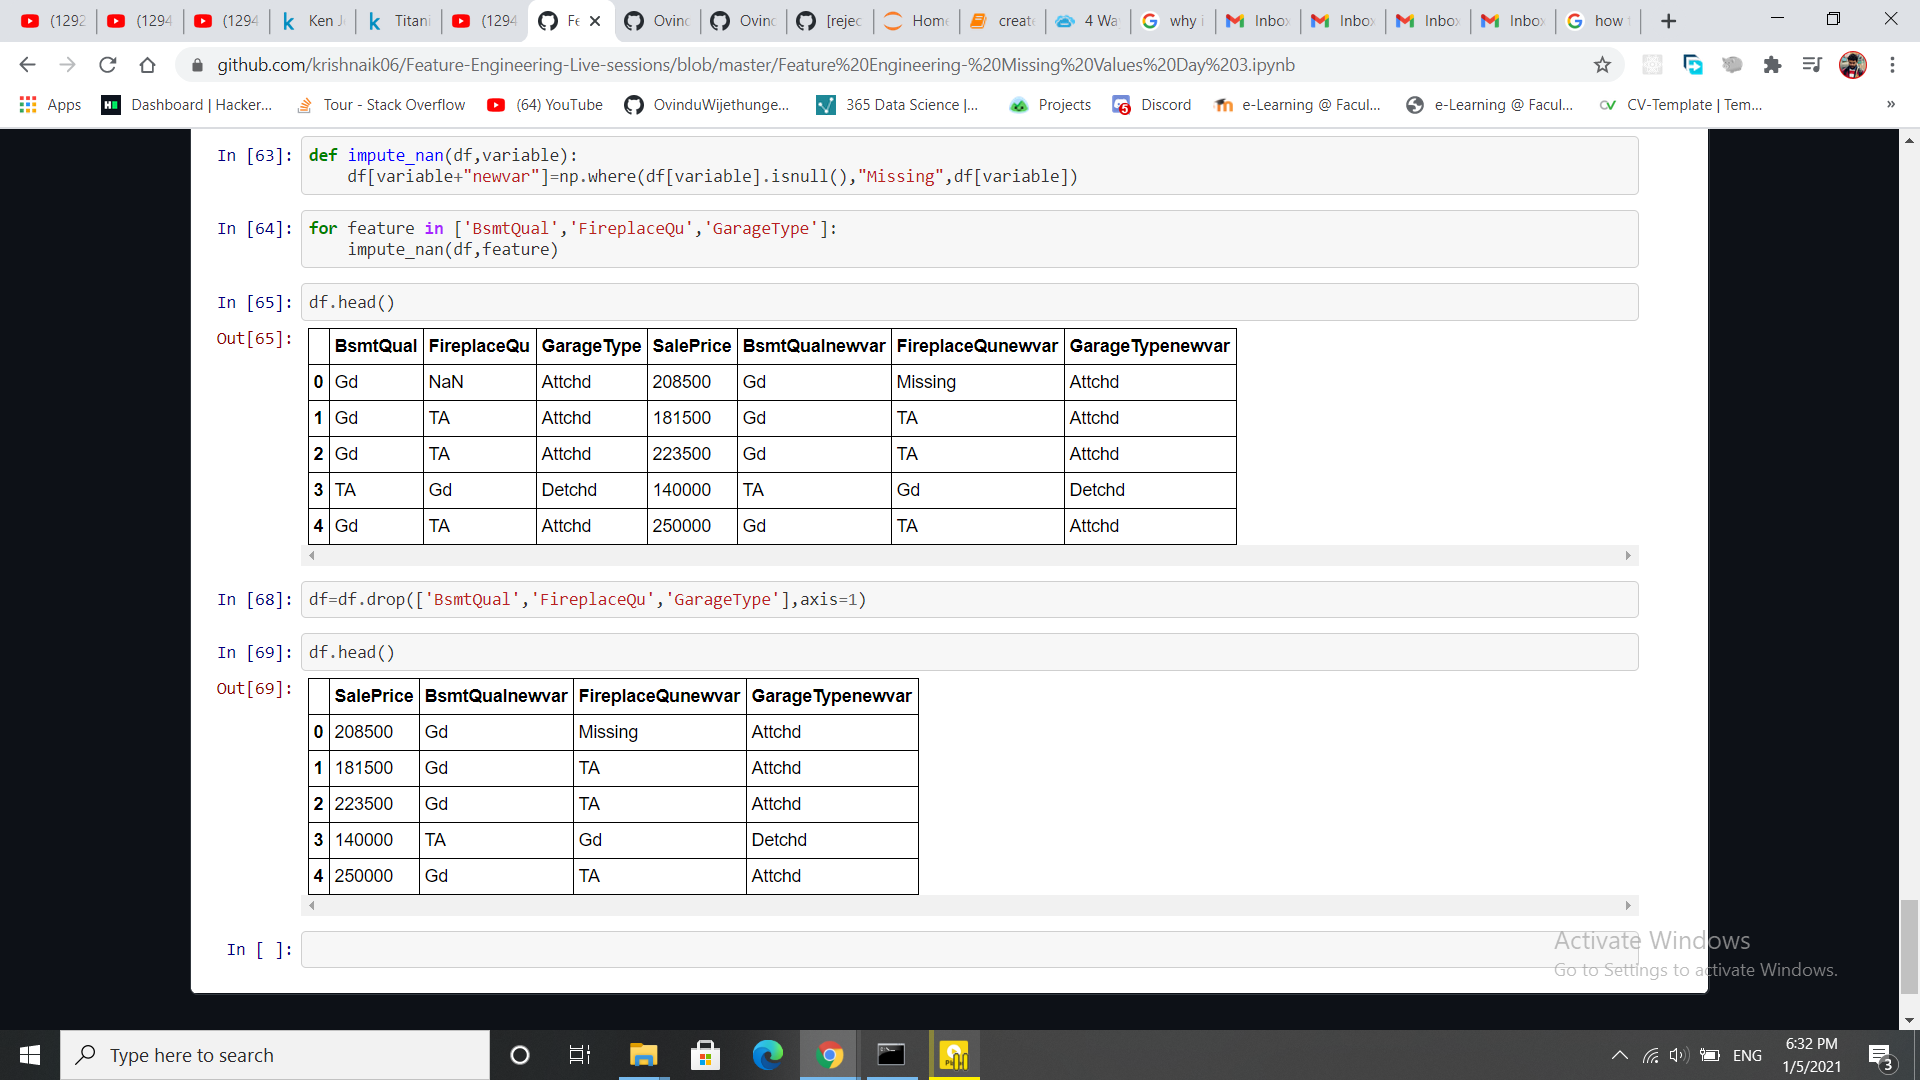 (1292
(1294
(1294
Ken J
Titani
(1294
Fe
Ovind
Ovind
[rejec
Home
create
4 Wa
why i
Inbox
Inbox
Inbox
Inbox
how t
github.com/krishnaik06/Feature-Engineering-Live-sessions/blob/master/Feature%20Engineering-%20Missing%20Values%20Day%203.ipynb
Apps
Dashboard | Hacker...
Tour - Stack Overflow
(64) YouTube
OvinduWijethunge...
365 Data Science |...
Projects
Discord
e-Learning @ Facul...
e-Learning @ Facul...
CV-Template | Tem...
»
In [63]: def impute_nan(df,variable):
df[variable+"newvar"]=np.where(df[variable].isnull(),"Missing",df[variable])
In [64]: for feature in ['BsmtQual','FireplaceQu','GarageType']:
impute_nan(df,feature)
In [65]: df.head()
Out[65]:
BsmtQual FireplaceQu GarageType SalePrice BsmtQualnewvar FireplaceQunewvar GarageTypenewvar
0 Gd NaN Attchd 208500 Gd Missing Attchd
1 Gd TA Attchd 181500 Gd TA Attchd
2 Gd TA Attchd 223500 Gd TA Attchd
3 TA Gd Detchd 140000 TA Gd Detchd
4 Gd TA Attchd 250000 Gd TA Attchd
In [68]: df=df.drop(['BsmtQual','FireplaceQu','GarageType'],axis=1)
In [69]: df.head()
Out[69]:
SalePrice BsmtQualnewvar FireplaceQunewvar GarageTypenewvar
0 208500 Gd Missing Attchd
1 181500 Gd TA Attchd
2 223500 Gd TA Attchd
3 140000 TA Gd Detchd
4 250000 Gd TA Attchd
In [ ]:
Activate Windows
Go to Settings to activate Windows.
Type here to search
ENG
6:32 PM
1/5/2021
3